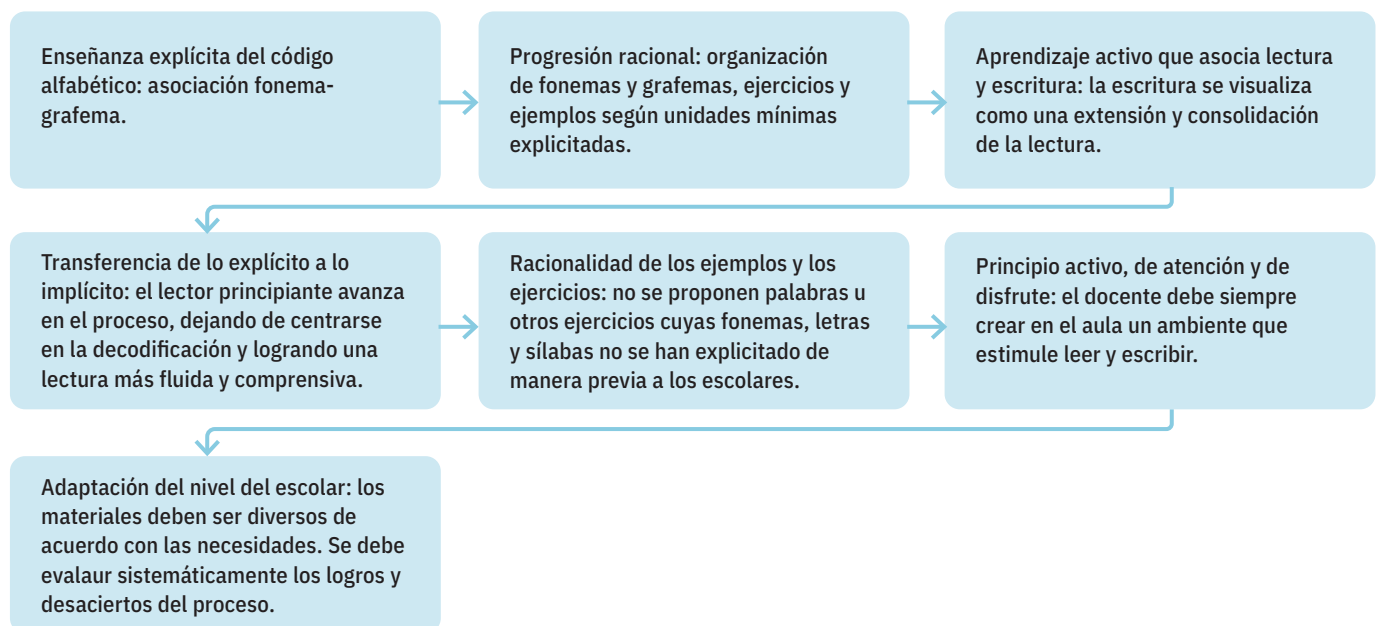 Enseñanza explícita del código
alfabético: asociación fonema-
grafema.
Progresión racional: organización
de fonemas y grafemas, ejercicios y
ejemplos según unidades mínimas
explicitadas.
Aprendizaje activo que asocia lectura
y escritura: la escritura se visualiza
como una extensión y consolidación
de la lectura.
Transferencia de lo explícito a lo
implícito: el lector principiante avanza
en el proceso, dejando de centrarse
en la decodificación y logrando una
lectura más fluida y comprensiva.
Racionalidad de los ejemplos y los
ejercicios: no se proponen palabras u
otros ejercicios cuyas fonemas, letras
y sílabas no se han explicitado de
manera previa a los escolares.
Principio activo, de atención y de
disfrute: el docente debe siempre
crear en el aula un ambiente que
estimule leer y escribir.
Adaptación del nivel del escolar: los
materiales deben ser diversos de
acuerdo con las necesidades. Se debe
evalaur sistemáticamente los logros y
desaciertos del proceso.